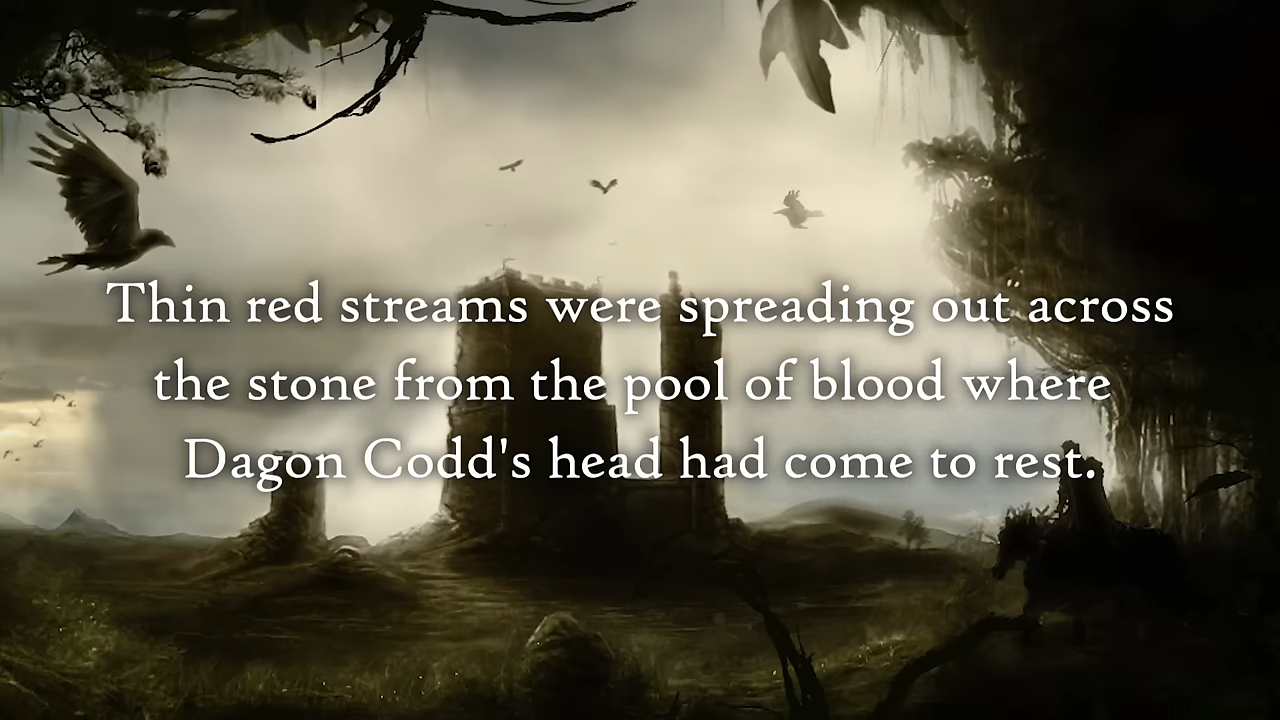 Thin red streams were spreading out across
the stone from the pool of blood where
Dagon Codd's head had come to rest.